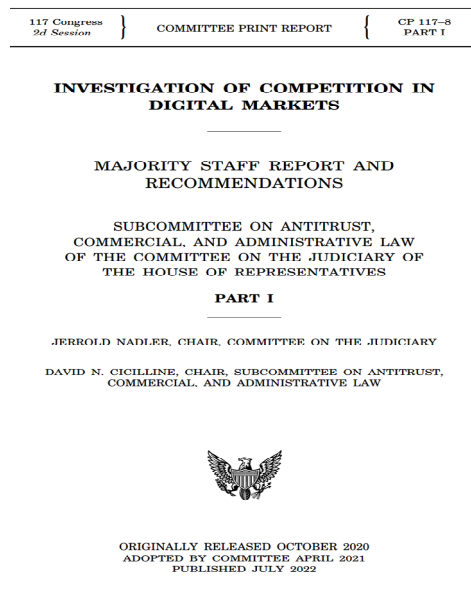 117 Congress
2d Session
COMMITTEE PRINT REPORT
CP 117–8
PART I
INVESTIGATION OF COMPETITION IN
DIGITAL MARKETS
MAJORITY STAFF REPORT AND
RECOMMENDATIONS
SUBCOMMITTEE ON ANTITRUST,
COMMERCIAL, AND ADMINISTRATIVE LAW
OF THE COMMITTEE ON THE JUDICIARY OF
THE HOUSE OF REPRESENTATIVES
PART I
JERROLD NADLER, CHAIR, COMMITTEE ON THE JUDICIARY
DAVID N. CICILLINE, CHAIR, SUBCOMMITTEE ON ANTITRUST,
COMMERCIAL, AND ADMINISTRATIVE LAW
ORIGINALLY RELEASED OCTOBER 2020
ADOPTED BY COMMITTEE APRIL 2021
PUBLISHED JULY 2022